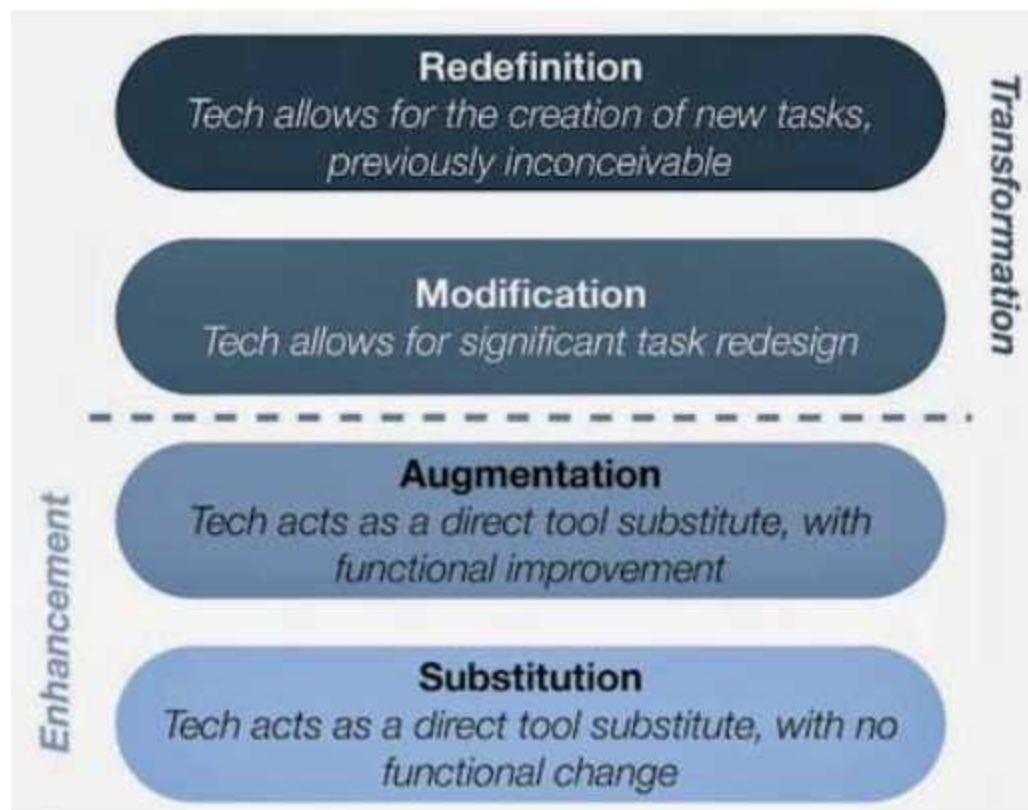 Redefinition
Tech allows for the creation of new tasks,
previously inconceivable
Transformation
Modification
Tech allows for significant task redesign
Augmentation
Tech acts as a direct tool substitute, with
functional improvement
Enhancement
Substitution
Tech acts as a direct tool substitute, with no
functional change